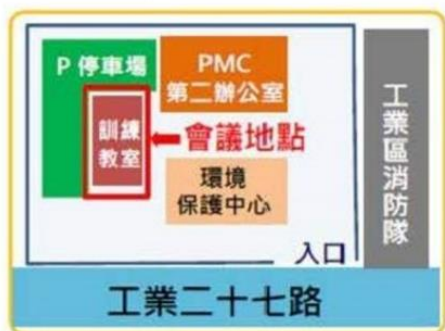 P 停車場
PMC
第二辦公室
訓練
教室
會議地點
環境
保護中心
工業區消防隊
入口
工業二十七路